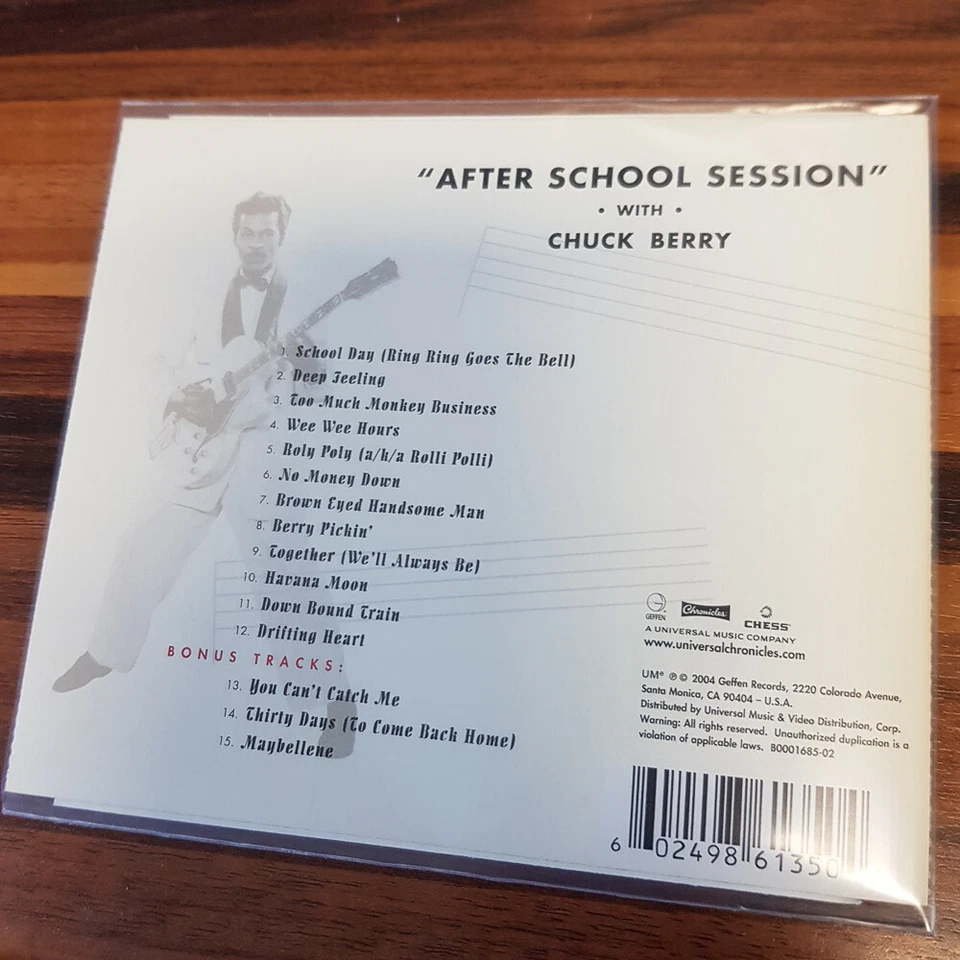 "AFTER SCHOOL SESSION"
• WITH •
CHUCK BERRY
1. School Day (Ring Ring Goes The Bell)
2. Deep Feeling
3. Too Much Monkey Business
4. Wee Wee Hours
5. Roly Poly (a/k/a Rolli Polli)
6. No Money Down
7. Brown Eyed Handsome Man
8. Berry Pickin'
9. Together (We'll Always Be)
10. Havana Moon
11. Down Bound Train
12. Drifting Heart
BONUS TRACKS:
13. You Can't Catch Me
14. Thirty Days (To Come Back Home)
15. Maybellene
GEFFEN
Chronicles
CHESS
A UNIVERSAL MUSIC COMPANY
www.universalchronicles.com
UM® ℗© 2004 Geffen Records, 2220 Colorado Avenue,
Santa Monica, CA 90404 – U.S.A.
Distributed by Universal Music & Video Distribution, Corp.
Warning: All rights reserved. Unauthorized duplication is a
violation of applicable laws. B0001685-02
6 02498 61350